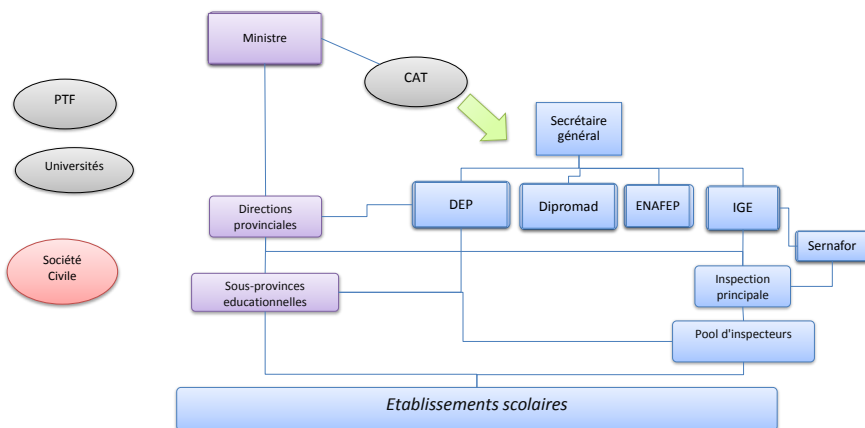 Ministre
CAT
PTF
Secrétaire
général
Universités
DEP
Dipromad
ENAFEP
IGE
Directions
provinciales
Sernafor
Société
Civile
Sous-provinces
educationnelles
Inspection
principale
Pool d'inspecteurs
Etablissements scolaires